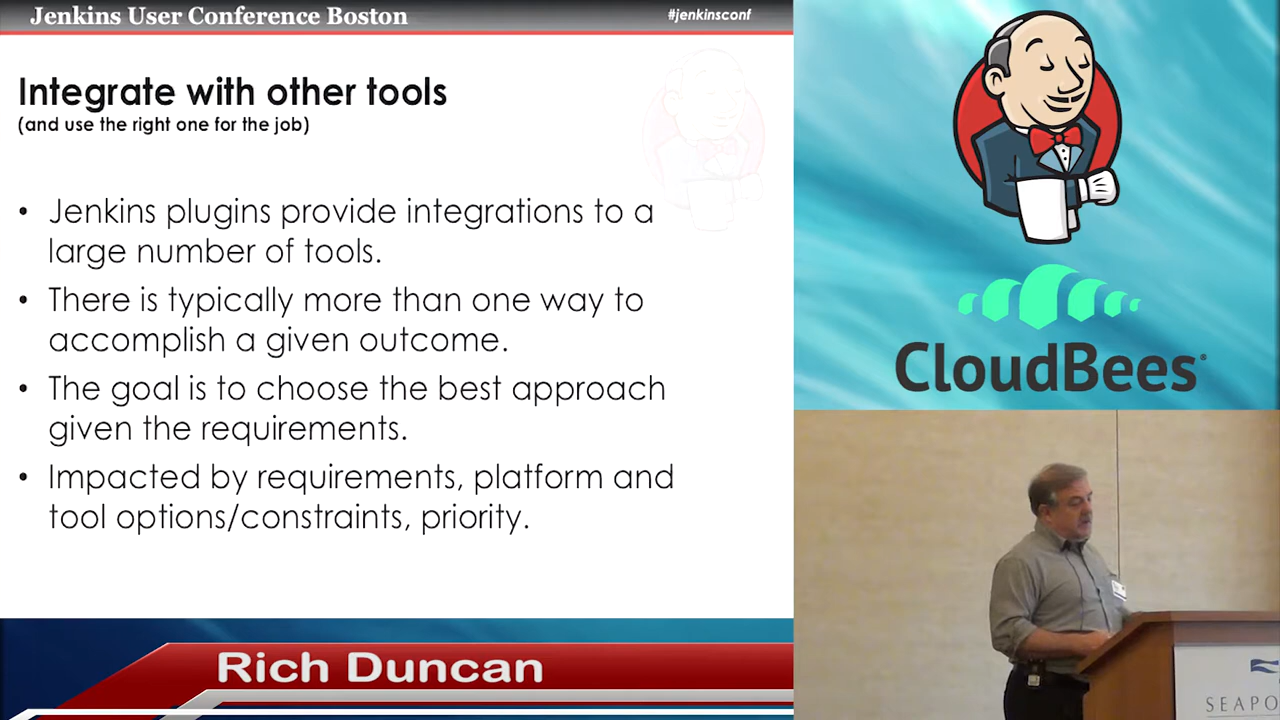 Jenkins User Conference Boston
#jenkinsconf
Integrate with other tools
(and use the right one for the job)
• Jenkins plugins provide integrations to a
large number of tools.
• There is typically more than one way to
accomplish a given outcome.
• The goal is to choose the best approach
given the requirements.
• Impacted by requirements, platform and
tool options/constraints, priority.
Rich Duncan
CloudBees
SEAPO